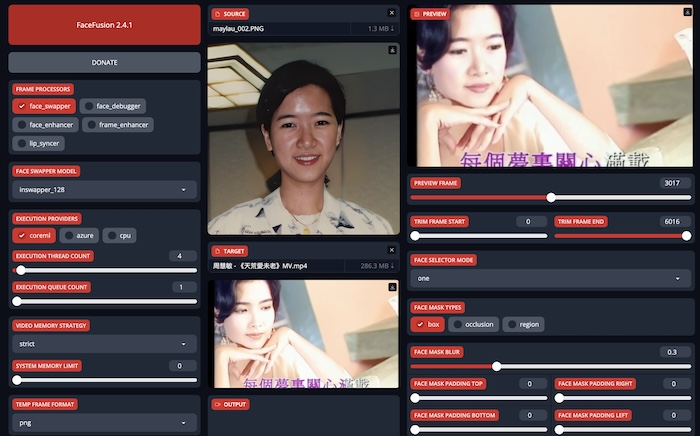 FaceFusion 2.4.1
DONATE
FRAME PROCESSORS
face_swapper
face_debugger
face_enhancer
frame_enhancer
lip_syncer
FACE SWAPPER MODEL
inswapper_128
EXECUTION PROVIDERS
coreml
azure
cpu
EXECUTION THREAD COUNT 4
EXECUTION QUEUE COUNT 1
VIDEO MEMORY STRATEGY
strict
SYSTEM MEMORY LIMIT 0
TEMP FRAME FORMAT
png
SOURCE
maylau_002.PNG 1.3 MB ↓
TARGET
周慧敏 - 《天荒愛未老》MV.mp4 286.3 MB ↓
每個夢裏關心滿載
OUTPUT
PREVIEW
每個夢裏關心滿載
PREVIEW FRAME 3017
TRIM FRAME START 0
TRIM FRAME END 6016
FACE SELECTOR MODE
one
FACE MASK TYPES
box
occlusion
region
FACE MASK BLUR 0.3
FACE MASK PADDING TOP 0
FACE MASK PADDING RIGHT 0
FACE MASK PADDING BOTTOM 0
FACE MASK PADDING LEFT 0